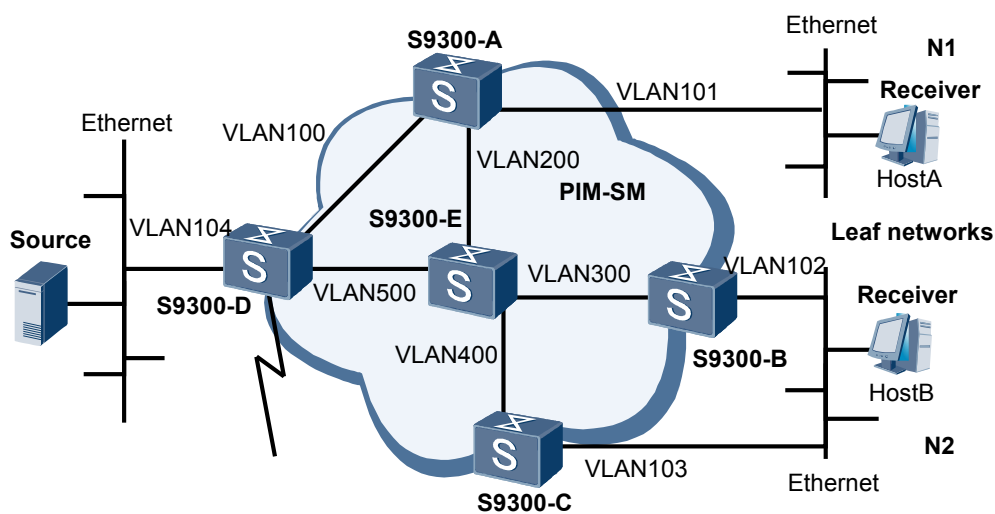 Ethernet
N1
S9300-A
VLAN101
Receiver
Ethernet
VLAN100
VLAN200
HostA
PIM-SM
S9300-E
Source
VLAN104
Leaf networks
S
S
S
S
S
VLAN300
VLAN102
S9300-D
VLAN500
Receiver
VLAN400
S9300-B
HostB
N2
VLAN103
Ethernet
S9300-C